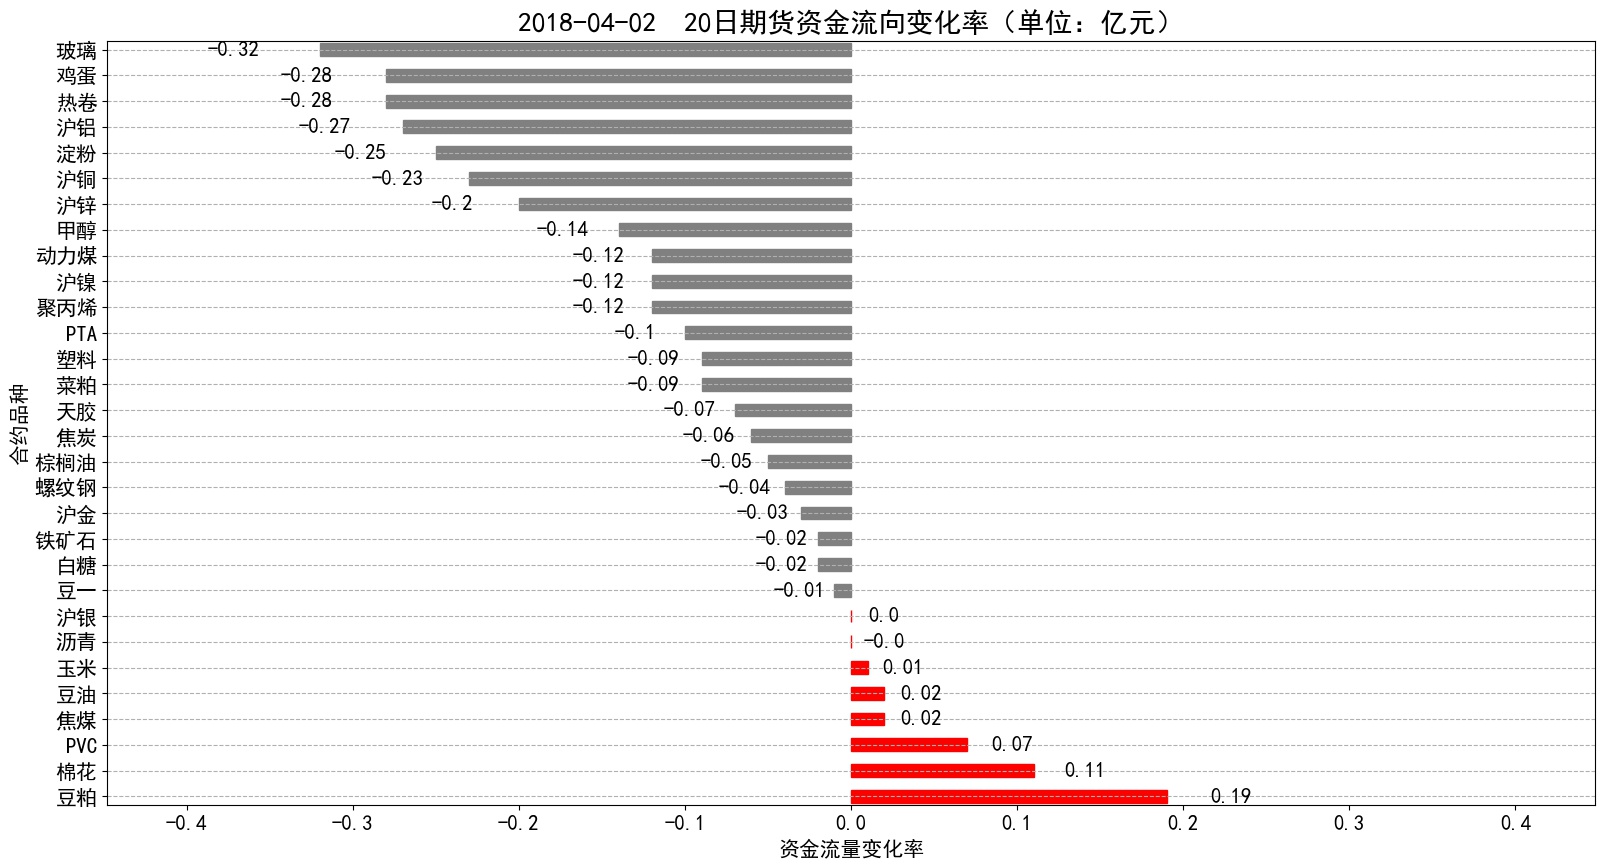 2018-04-02  20日期货资金流向变化率（单位：亿元）
玻璃 -0.32
鸡蛋 -0.28
热卷 -0.28
沪铝 -0.27
淀粉 -0.25
沪铜 -0.23
沪锌 -0.2
甲醇 -0.14
动力煤 -0.12
沪镍 -0.12
聚丙烯 -0.12
PTA -0.1
塑料 -0.09
菜粕 -0.09
天胶 -0.07
焦炭 -0.06
棕榈油 -0.05
螺纹钢 -0.04
沪金 -0.03
铁矿石 -0.02
白糖 -0.02
豆一 -0.01
沪银 0.0
沥青 -0.0
玉米 0.01
豆油 0.02
焦煤 0.02
PVC 0.07
棉花 0.11
豆粕 0.19
合约品种
-0.4 -0.3 -0.2 -0.1 0.0 0.1 0.2 0.3 0.4
资金流量变化率